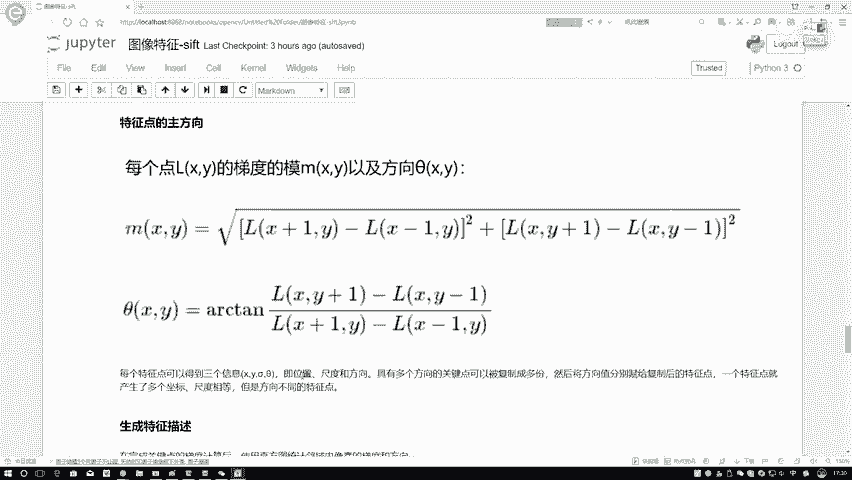 图像特征-sift
http://localhost:8888/notebooks/opencv/Untitled Folder/图像特征-sift.ipynb
jupyter 图像特征-sift Last Checkpoint: 3 hours ago (autosaved)
Logout
File Edit View Insert Cell Kernel Widgets Help
Trusted Python 3
Markdown
特征点的主方向
每个点L(x,y)的梯度的模m(x,y)以及方向θ(x,y)：
m(x,y) = √[L(x+1,y) − L(x−1,y)]² + [L(x,y+1) − L(x,y−1)]²
θ(x,y) = arctan L(x,y+1) − L(x,y−1) / L(x+1,y) − L(x−1,y)
每个特征点可以得到三个信息(x,y,σ,θ)，即位置、尺度和方向。具有多个方向的关键点可以被复制成多份，然后将方向值分别赋给复制后的特征点，一个特征点就
产生了多个坐标、尺度相等，但是方向不同的特征点。
生成特征描述
17:30